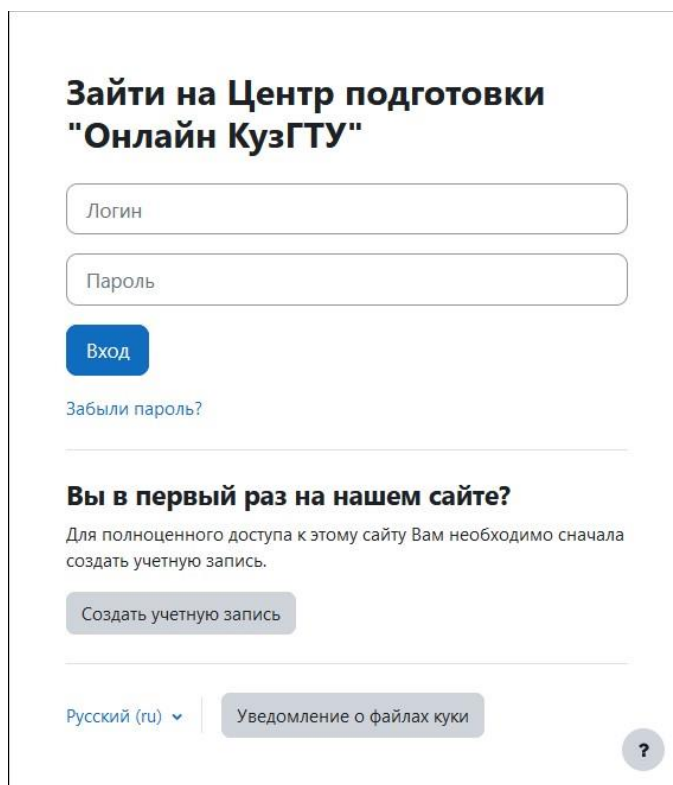 Зайти на Центр подготовки
"Онлайн КузГТУ"
Логин
Пароль
Вход
Забыли пароль?
Вы в первый раз на нашем сайте?
Для полноценного доступа к этому сайту Вам необходимо сначала
создать учетную запись.
Создать учетную запись
Русский (ru)
Уведомление о файлах куки
?